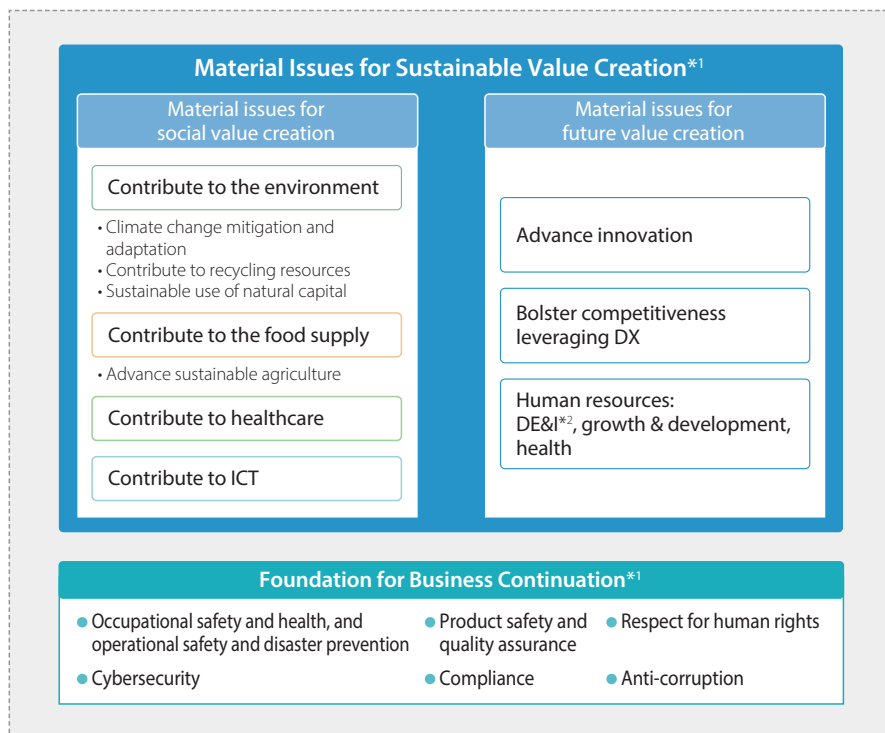 Material Issues for Sustainable Value Creation*1
Material issues for
social value creation
Contribute to the environment
• Climate change mitigation and
adaptation
• Contribute to recycling resources
• Sustainable use of natural capital
Contribute to the food supply
• Advance sustainable agriculture
Contribute to healthcare
Contribute to ICT
Material issues for
future value creation
Advance innovation
Bolster competitiveness
leveraging DX
Human resources:
DE&I*2, growth & development,
health
Foundation for Business Continuation*1
• Occupational safety and health, and
operational safety and disaster prevention
• Product safety and
quality assurance
• Respect for human rights
• Cybersecurity
• Compliance
• Anti-corruption